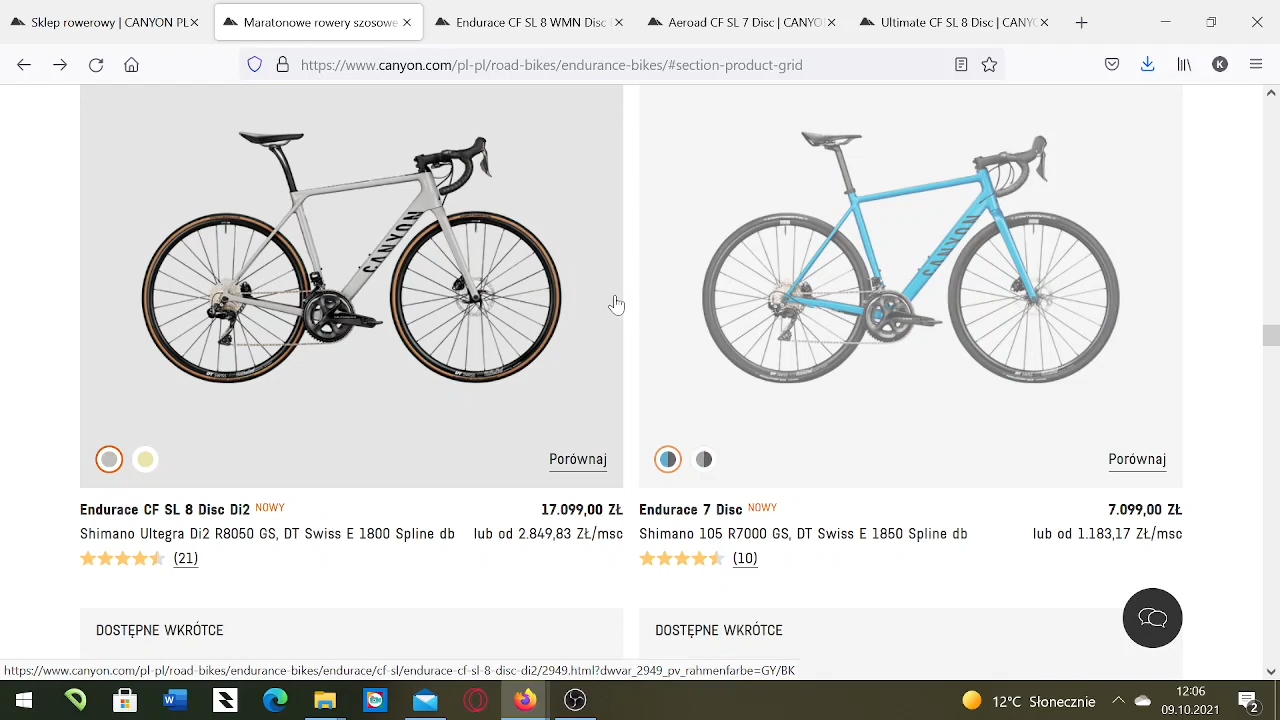 Sklep rowerowy | CANYON PL
Maratonowe rowery szosowe
Endurace CF SL 8 WMN Disc |
Aeroad CF SL 7 Disc | CANYO
Ultimate CF SL 8 Disc | CANY
https://www.canyon.com/pl-pl/road-bikes/endurance-bikes/#section-product-grid
K
CANYON
CANYON
Porównaj
Porównaj
Endurace CF SL 8 Disc Di2 NOWY
17.099,00 ZŁ
Shimano Ultegra Di2 R8050 GS, DT Swiss E 1800 Spline db
lub od 2.849,83 ZŁ/msc
(21)
Endurace 7 Disc NOWY
7.099,00 ZŁ
Shimano 105 R7000 GS, DT Swiss E 1850 Spline db
lub od 1.183,17 ZŁ/msc
(10)
DOSTĘPNE WKRÓTCE
DOSTĘPNE WKRÓTCE
https://www.canyon.com/pl-pl/road-bikes/endurance-bikes/endurace/cf-sl/endurace-cf-sl-8-disc-di2/2949.html?dwvar_2949_pv_rahmenfarbe=GY/BK
12°C Słonecznie
12:06
09.10.2021
2